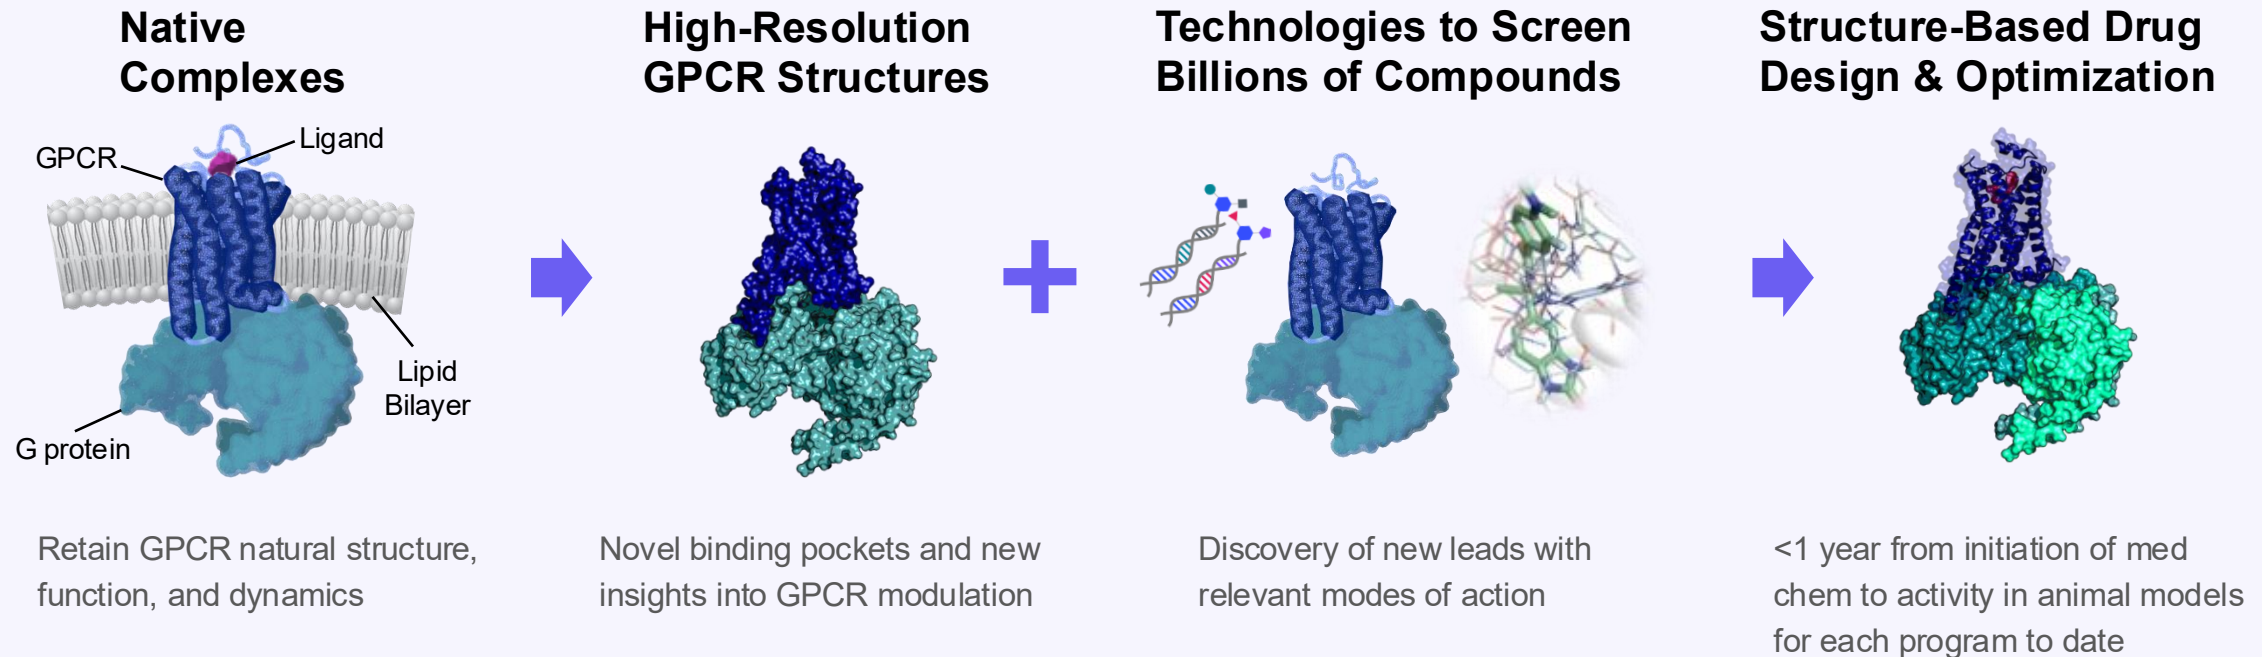 Native
Complexes
High-Resolution
GPCR Structures
Technologies to Screen
Billions of Compounds
Structure-Based Drug
Design & Optimization
GPCR
Ligand
Lipid
Bilayer
G protein
Retain GPCR natural structure,
function, and dynamics
Novel binding pockets and new
insights into GPCR modulation
Discovery of new leads with
relevant modes of action
<1 year from initiation of med
chem to activity in animal models
for each program to date